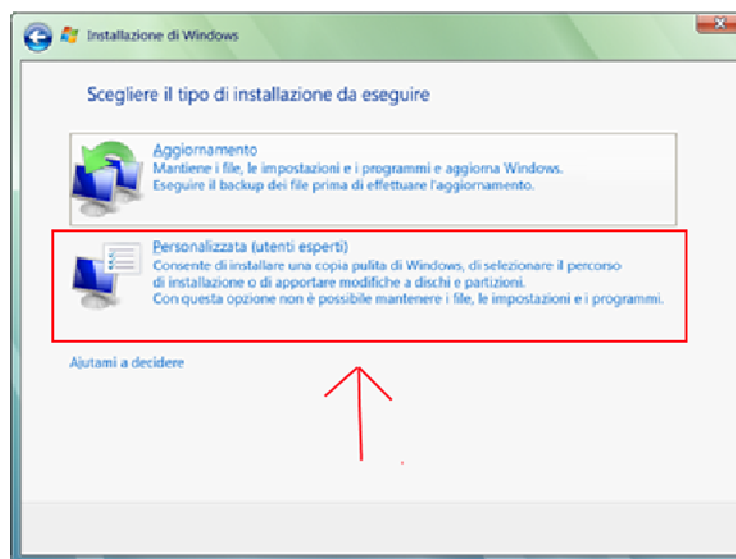 Installazione di Windows
Scegliere il tipo di installazione da eseguire
Aggiornamento
Mantiene i file, le impostazioni e i programmi e aggiorna Windows.
Eseguire il backup dei file prima di effettuare l'aggiornamento.
Personalizzata (utenti esperti)
Consente di installare una copia pulita di Windows, di selezionare il percorso
di installazione o di apportare modifiche a dischi e partizioni.
Con questa opzione non è possibile mantenere i file, le impostazioni e i programmi.
Ajutami a decidere